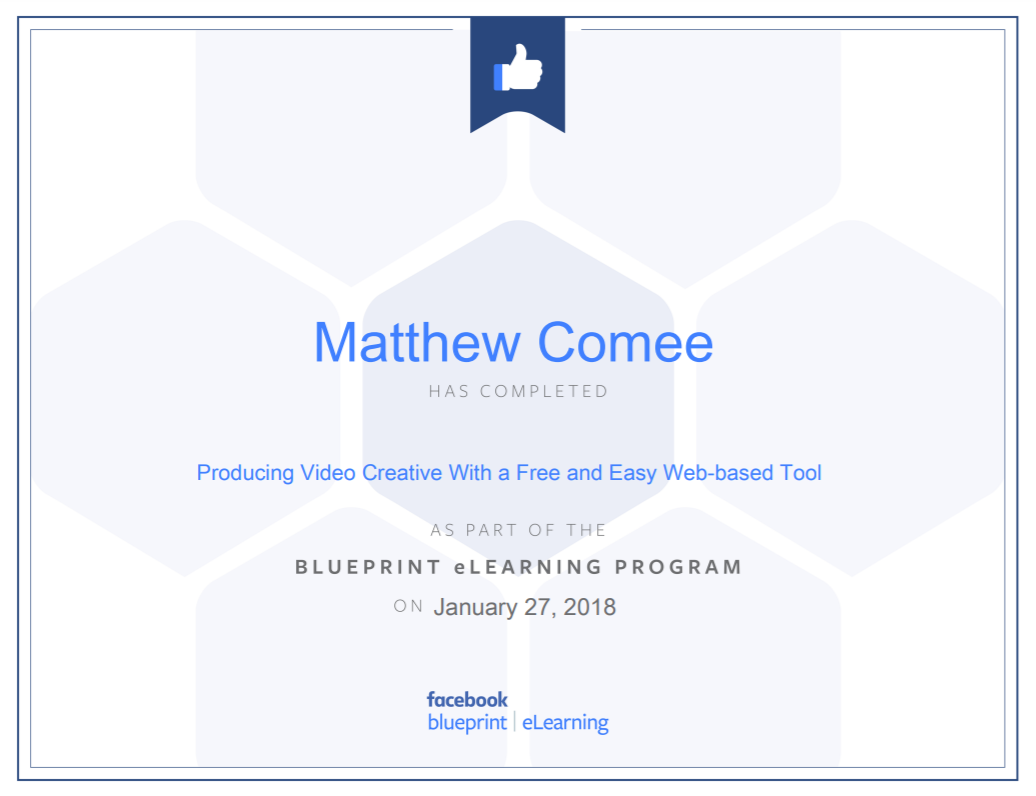 Matthew Comee
HAS COMPLETED
Producing Video Creative With a Free and Easy Web-based Tool
AS PART OF THE
BLUEPRINT eLEARNING PROGRAM
ON January 27, 2018
facebook
blueprint | eLearning